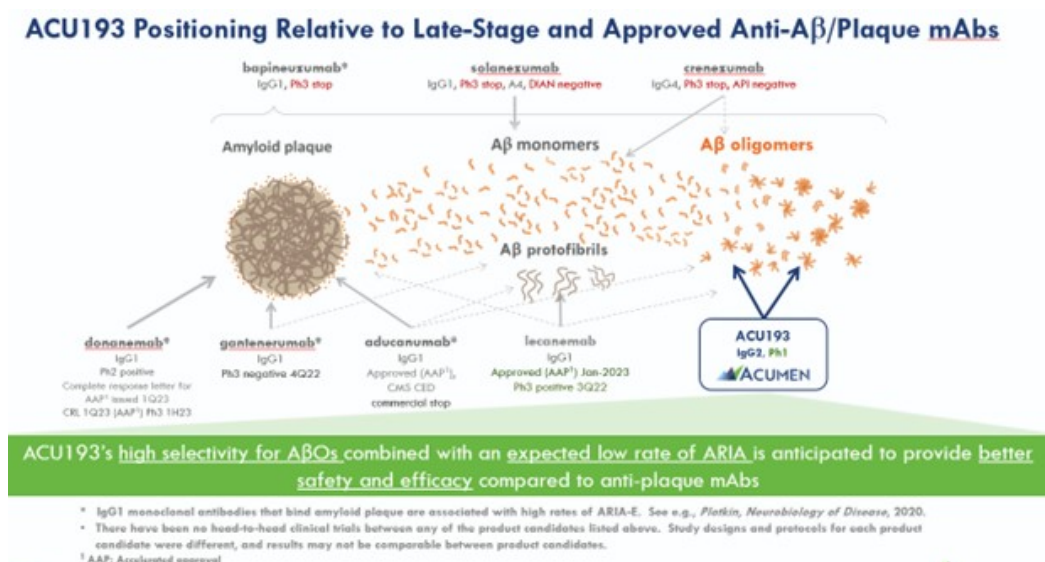 ACU193 Positioning Relative to Late-Stage and Approved Anti-Aβ/Plaque mAbs
bapineuzumab*
IgG1, Ph3 stop
solanezumab
IgG1, Ph3 stop, A4, DIAN negative
crenezumab
IgG4, Ph3 stop, API negative
Amyloid plaque
Aβ monomers
Aβ oligomers
Aβ protofibrils
donanemab*
IgG1
Ph2 positive
Complete response letter for
AAP¹ issued 1Q23
CRL 1Q23 (AAP¹) Ph3 1H23
gantenerumab*
IgG1
Ph3 negative 4Q22
aducanumab*
IgG1
Approved (AAP¹),
CMS CED
commercial stop
lecanemab
IgG1
Approved (AAP¹) Jan-2023
Ph3 positive 3Q22
ACU193
IgG2, Ph1
ACUMEN
ACU193's high selectivity for AβOs combined with an expected low rate of ARIA is anticipated to provide better
safety and efficacy compared to anti-plaque mAbs
* IgG1 monoclonal antibodies that bind amyloid plaque are associated with high rates of ARIA-E. See e.g., Plotkin, Neurobiology of Disease, 2020.
• There have been no head-to-head clinical trials between any of the product candidates listed above. Study designs and protocols for each product
candidate were different, and results may not be comparable between product candidates.
¹ AAP: Accelerated approval